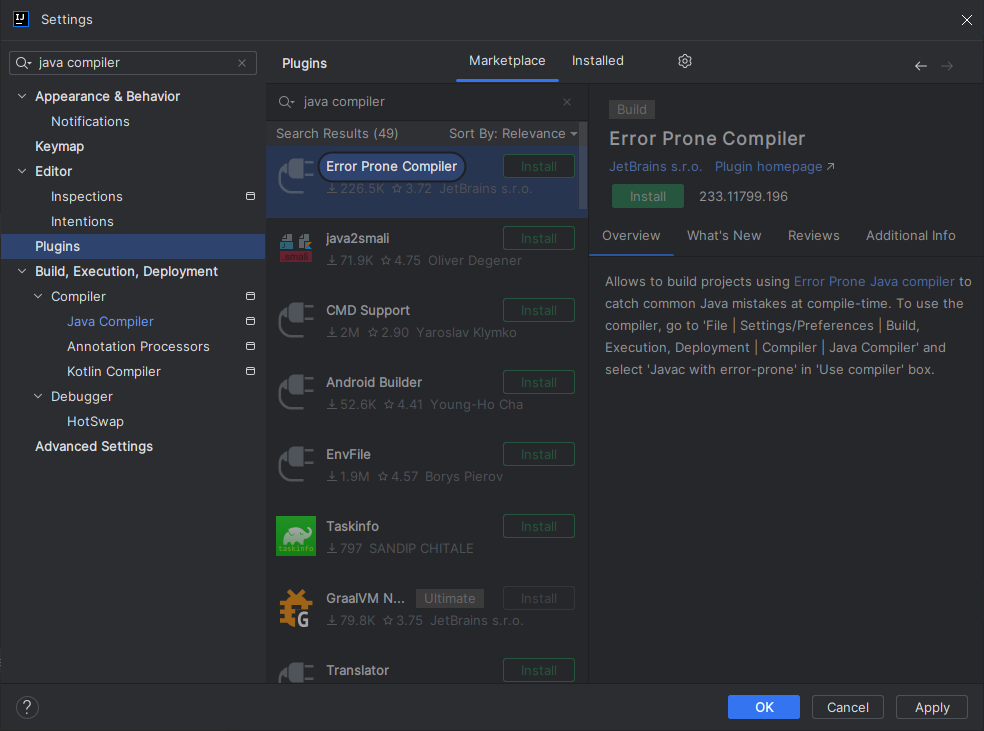 Settings
java compiler
Appearance & Behavior
Notifications
Keymap
Editor
Inspections
Intentions
Plugins
Build, Execution, Deployment
Compiler
Java Compiler
Annotation Processors
Kotlin Compiler
Debugger
HotSwap
Advanced Settings
Plugins
Marketplace
Installed
java compiler
Search Results (49)
Sort By: Relevance
Error Prone Compiler
Install
226.5K 3.72 JetBrains s.r.o.
java2smali
Install
smali
71.9K 4.75 Oliver Degener
CMD Support
Install
2M 2.90 Yaroslav Klymko
Android Builder
Install
52.6K 4.41 Young-Ho Cha
EnvFile
Install
1.9M 4.57 Borys Pierov
Taskinfo
Install
taskinfo
797 SANDIP CHITALE
GraalVM N... Ultimate
Install
G
79.8K 3.75 JetBrains s.r.o.
Translator
Install
Build
Error Prone Compiler
JetBrains s.r.o. Plugin homepage
Install 233.11799.196
Overview What's New Reviews Additional Info
Allows to build projects using Error Prone Java compiler to
catch common Java mistakes at compile-time. To use the
compiler, go to 'File | Settings/Preferences | Build,
Execution, Deployment | Compiler | Java Compiler' and
select 'Javac with error-prone' in 'Use compiler' box.
?
OK
Cancel
Apply